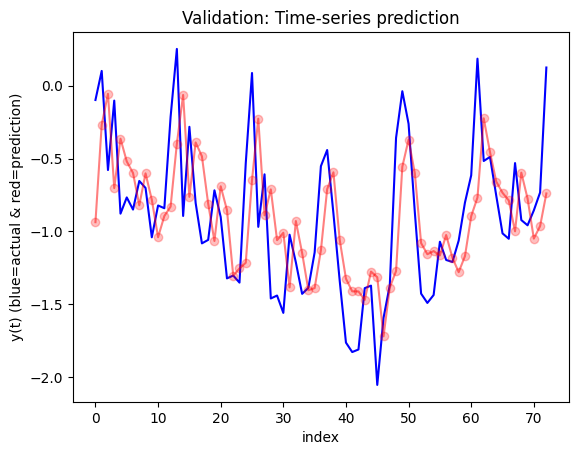 Validation: Time-series prediction
y(t) (blue=actual & red=prediction)
0.0
−0.5
−1.0
−1.5
−2.0
0 10 20 30 40 50 60 70
index